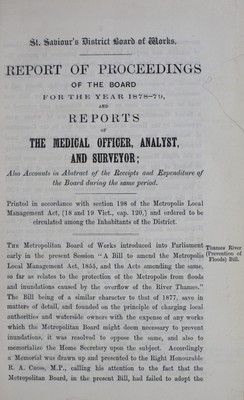 St. Saviour's District Board of Works.
REPORT OF PROCEEDINGS
OF THE BOARD
FOR THE YEAR 1878-79,
AND
REPORTS
OF
THE MEDICAL OFFICER, ANALYST,
AND SURVEYOR;
Also Accounts in Abstract of the Receipts and Expenditure of
the Board during the same period.
Printed in accordance with section 198 of the Metropolis Local
Management Act, (18 and 19 Vict., cap. 120,) and ordered to be
circulated among the Inhabitants of the District.
THE Metropolitan Board of Works introduced into Parliament
early in the present Session "A Bill to amend the Metropolis
Local Management Act, 1855, and the Acts amending the same,
so far as relates to the protection of the Metropolis from floods
and inundations caused by the overflow of the River Thames."
The Bill being of a similar character to that of 1877, save in
matters of detail, and founded on the principle of charging local
authorities and waterside owners with the expense of any works
which the Metropolitan Board might deem necessary to prevent
inundations, it was resolved to oppose the same, and also to
memorialize the Home Secretary upon the subject. Accordingly
a Memorial was drawn up and presented to the Right Honourable
R. A. CROSS, M.P., calling his attention to the fact that the
Metropolitan Board, in the present Bill, had failed to adopt the
Thames River
(Prevention of
Floods) Bill.